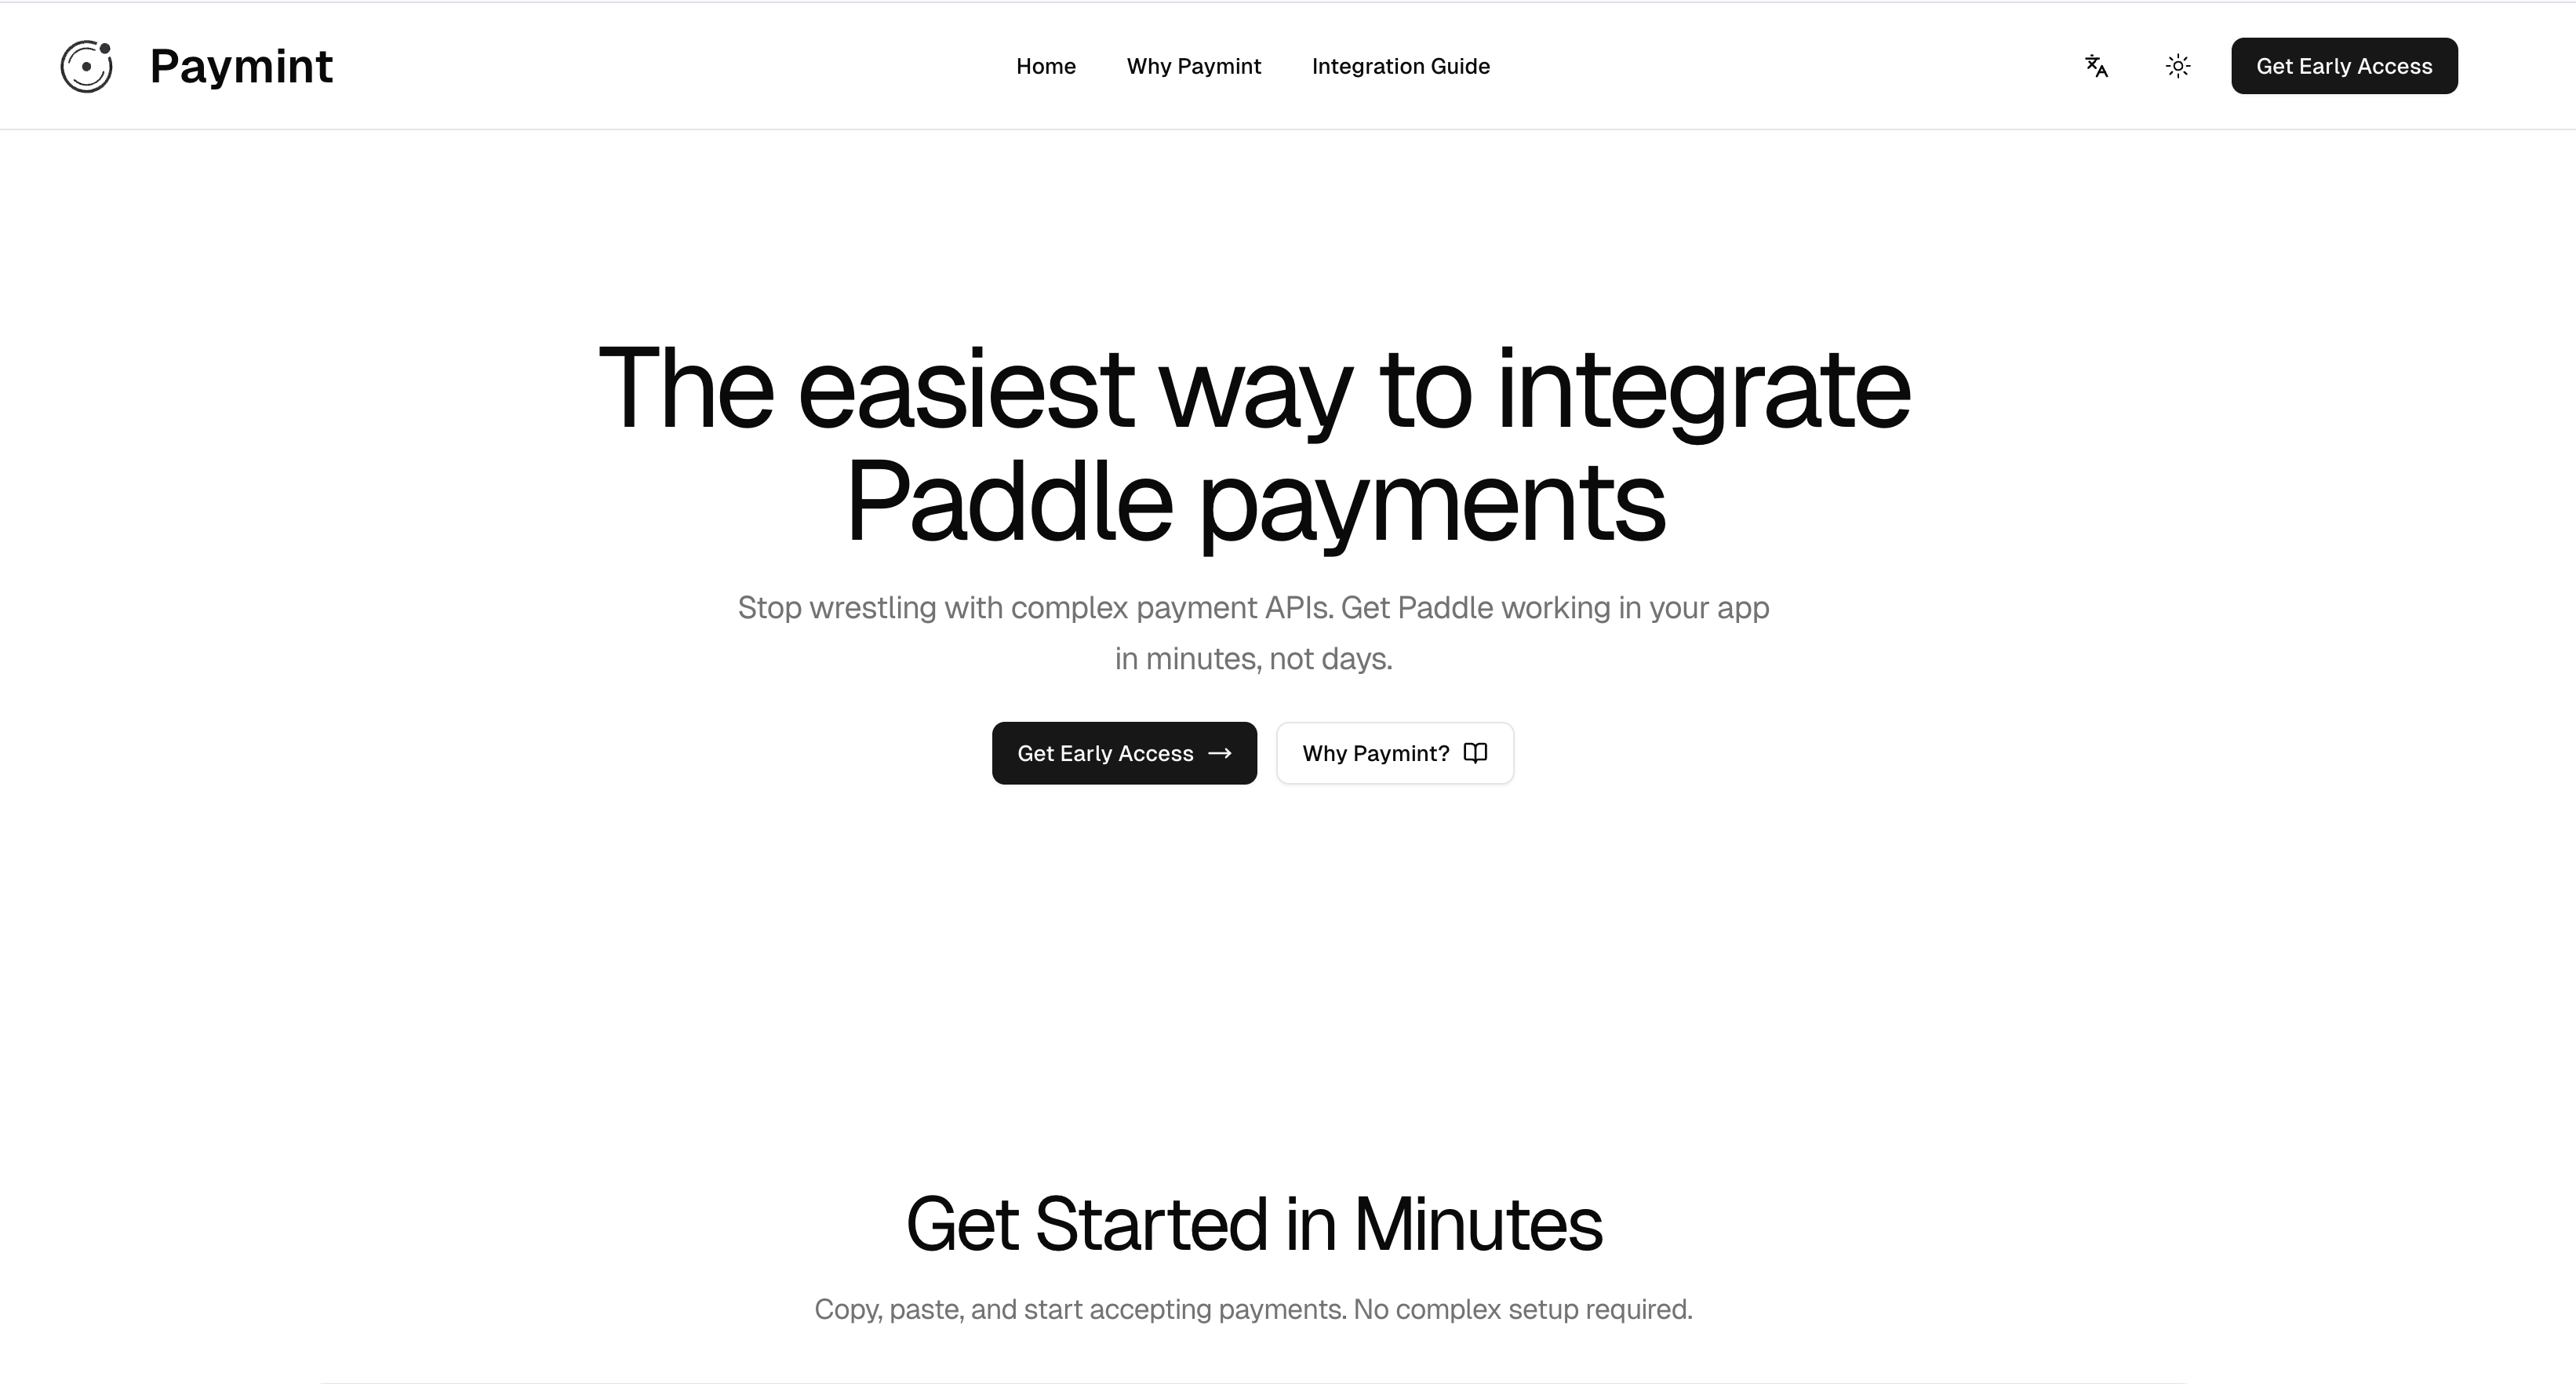 Paymint
Home
Why Paymint
Integration Guide
Get Early Access
The easiest way to integrate
Paddle payments
Stop wrestling with complex payment APIs. Get Paddle working in your app
in minutes, not days.
Get Early Access →
Why Paymint?
Get Started in Minutes
Copy, paste, and start accepting payments. No complex setup required.